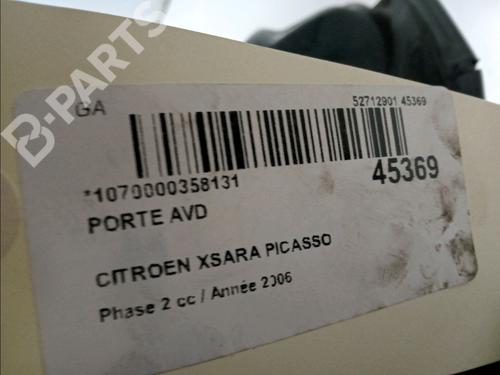 B-PARTS
GA
52712901 45369
*1070000358131
45369
PORTE AVD
CITROEN XSARA PICASSO
Phase 2 cc / Année 2006